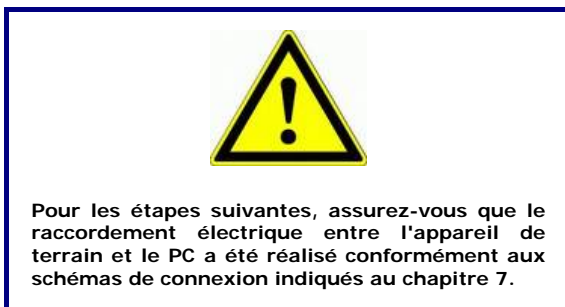 Pour les étapes suivantes, assurez-vous que le
raccordement électrique entre l'appareil de
terrain et le PC a été réalisé conformément aux
schémas de connexion indiqués au chapitre 7.